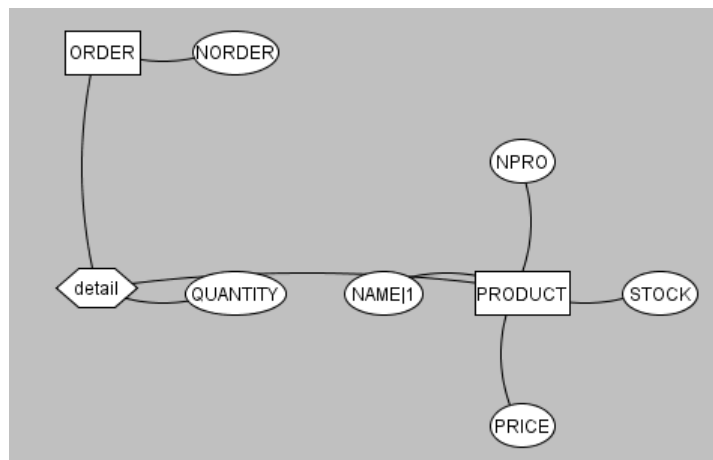 ORDER
NORDER
NPRO
detail
QUANTITY
NAME|1
PRODUCT
STOCK
PRICE